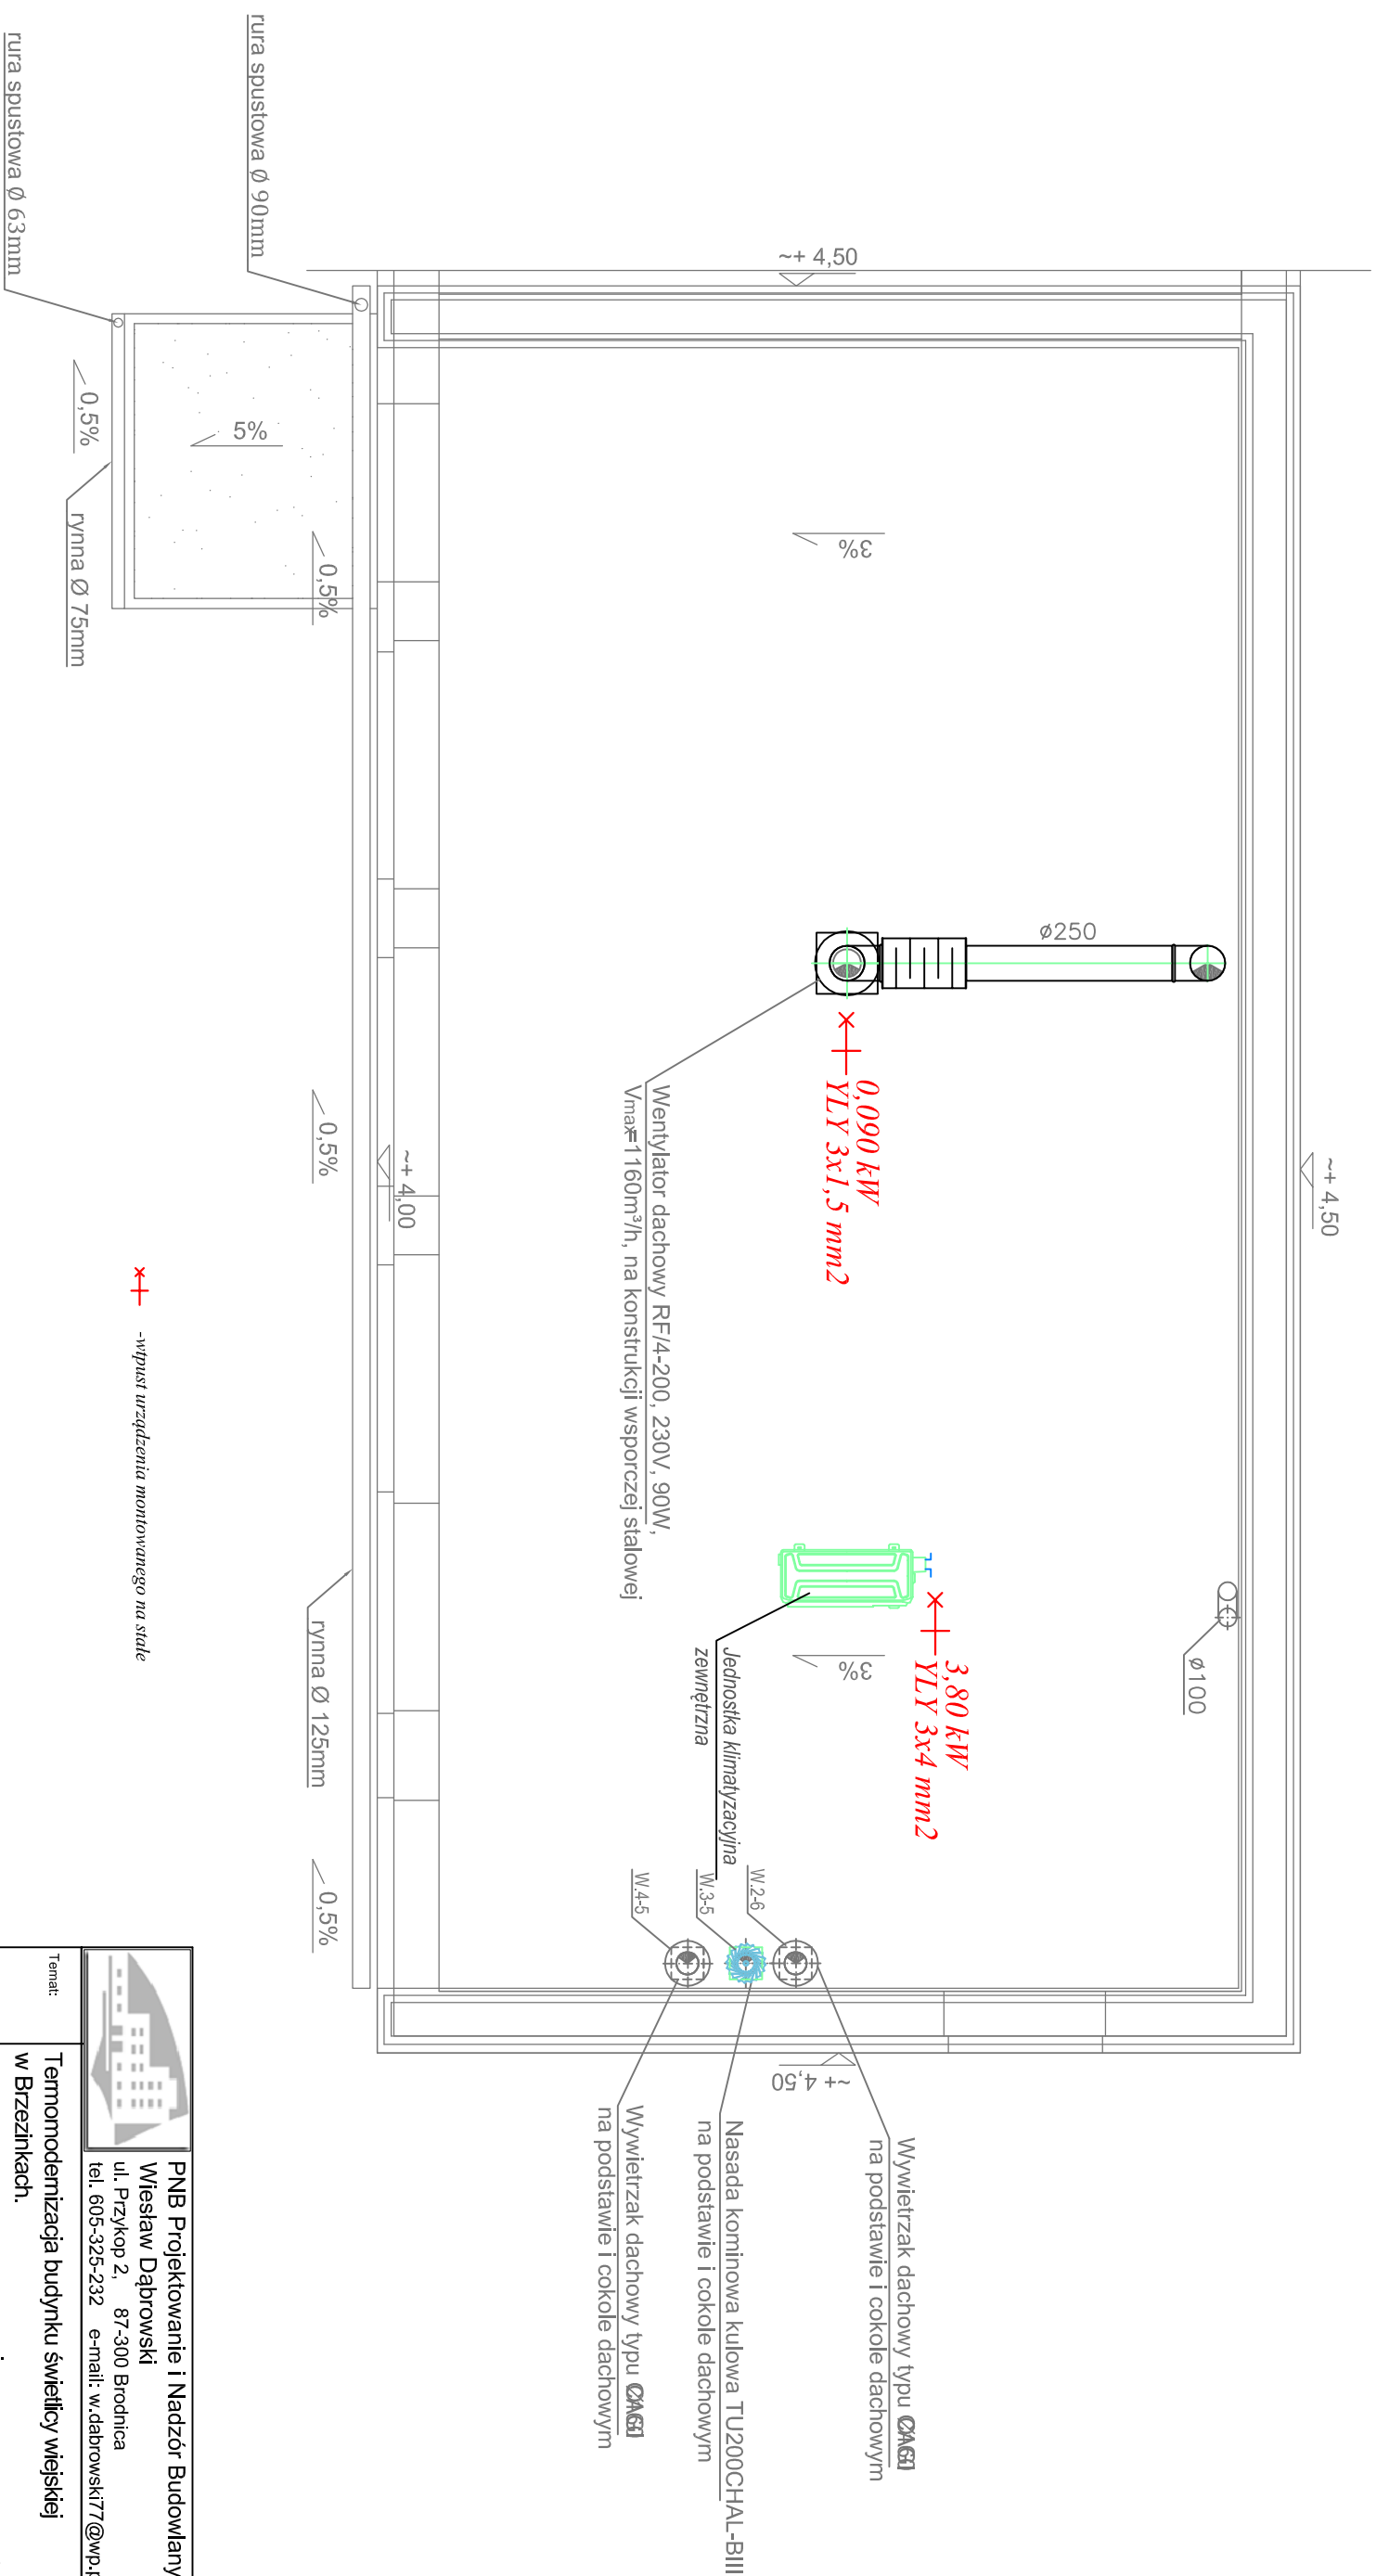 ~+ 4,50
~+ 4,50
~+ 4,50
~+ 4,00
3%
3%
5%
ø250
ø100
0,090 kW
YLY 3x1,5 mm2
Wentylator dachowy RF/4-200, 230V, 90W,
Vmax=1160m³/h, na konstrukcji wsporczej stalowej
3,80 kW
YLY 3x4 mm2
Jednostka klimatyzacyjna
zewnętrzna
W.2-6
W.3-5
W.4-5
Wywietrzak dachowy typu
na podstawie i cokole dachowym
Nasada kominowa kulowa TU200CHAL-BIII
na podstawie i cokole dachowym
Wywietrzak dachowy typu
na podstawie i cokole dachowym
rura spustowa Ø 90mm
rura spustowa Ø 63mm
0,5%
0,5%
0,5%
0,5%
rynna Ø 75mm
rynna Ø 125mm
-wtpust urządzenia montowanego na stałe
PNB Projektowanie i Nadzór Budowlany
Wiesław Dąbrowski
ul. Przykop 2, 87-300 Brodnica
tel. 605-325-232 e-mail: w.dabrowski77@wp.p
Temat:
Termomodernizacja budynku świetlicy wiejskiej
w Brzezinkach.